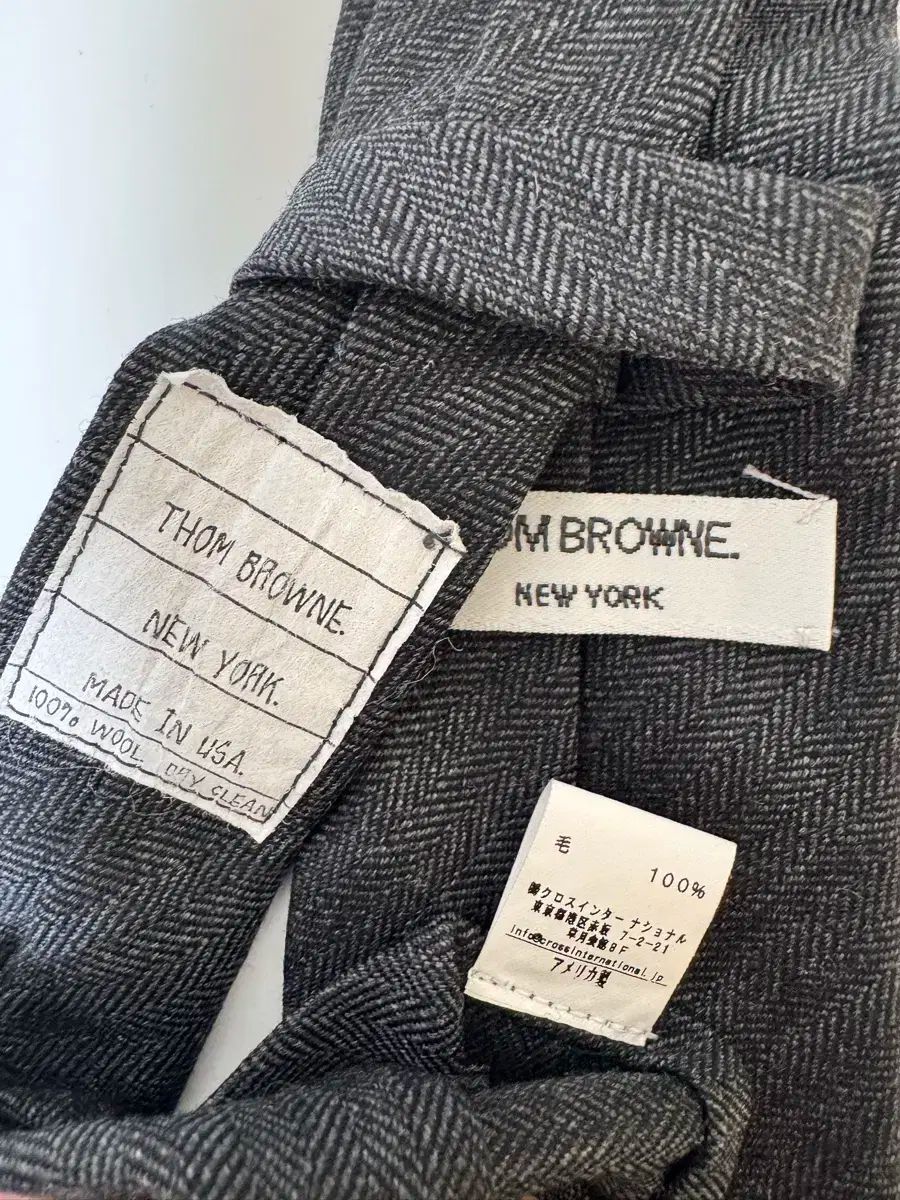 THOM BROWNE.
NEW YORK.
MADE IN USA.
100% WOOL. DRY CLEAN
OM BROWNE.
NEW YORK
毛
100%
㈱クロスインターナショナル
東京都港区赤坂 7-2-21
草月会館8F
info@crossinternational.jp
アメリカ製